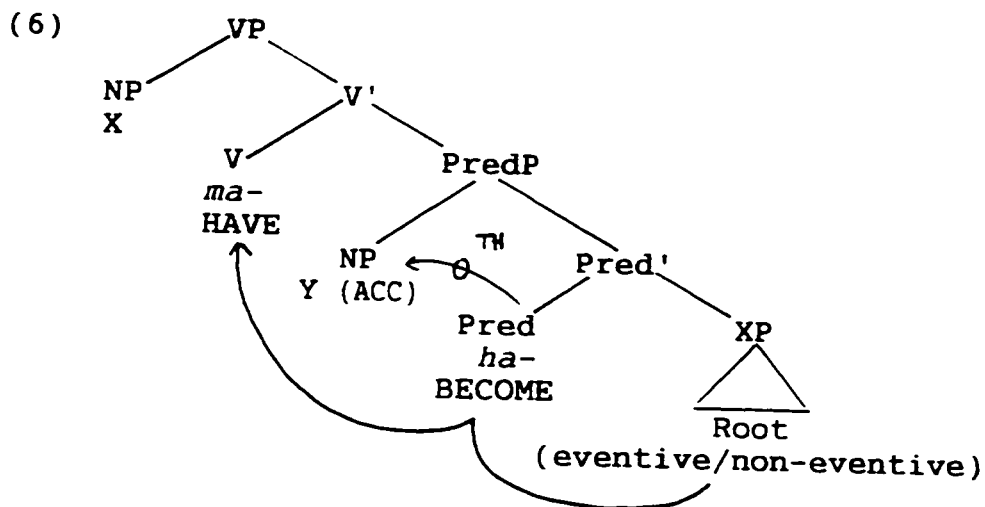 (6)
VP
NP
X
V'
V
ma-
HAVE
PredP
NP
Y (ACC)
θ TH
Pred'
Pred
ha-
BECOME
XP
Root
(eventive/non-eventive)